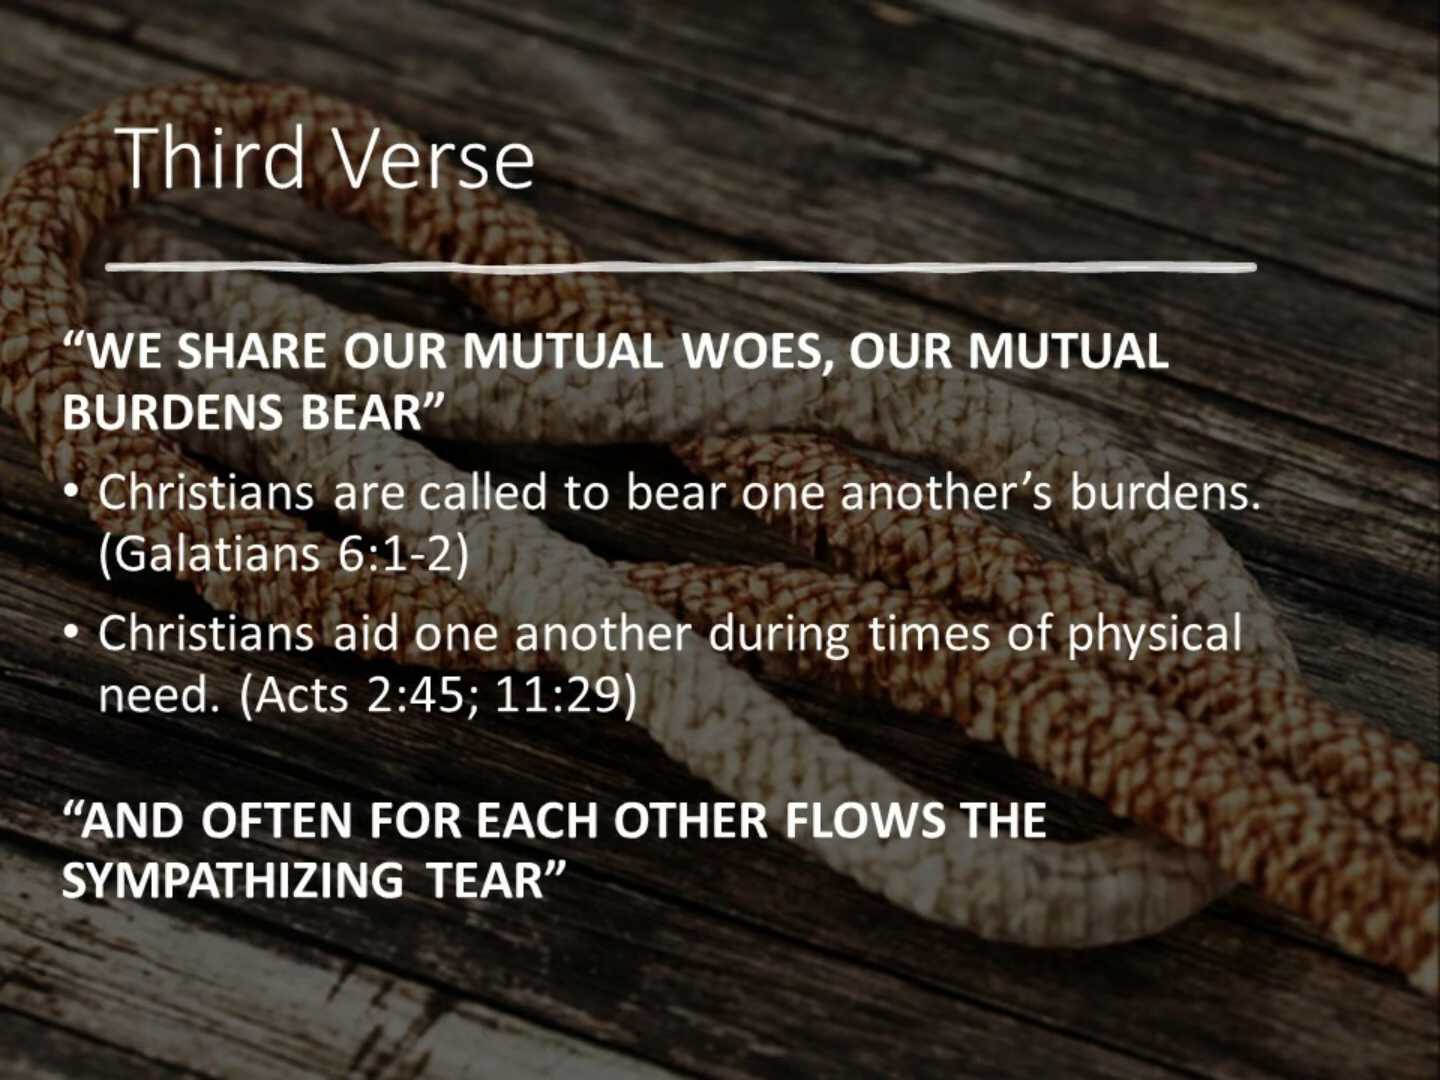 Third Verse
“WE SHARE OUR MUTUAL WOES, OUR MUTUAL
BURDENS BEAR”
• Christians are called to bear one another’s burdens.
(Galatians 6:1-2)
• Christians aid one another during times of physical
need. (Acts 2:45; 11:29)
“AND OFTEN FOR EACH OTHER FLOWS THE
SYMPATHIZING TEAR”